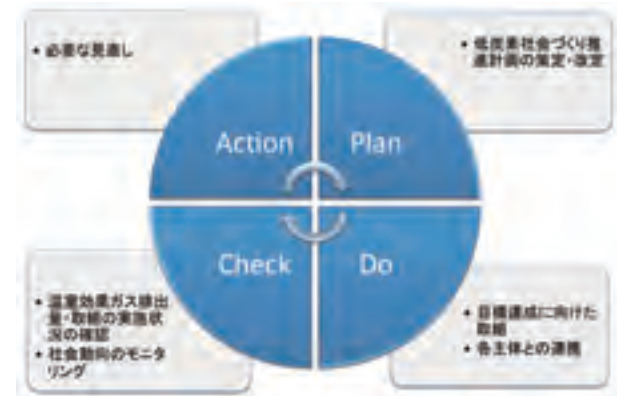 • 必要な見直し
• 低炭素社会づくり推
進計画の策定・改定
Action
Plan
Check
Do
• 温室効果ガス排出
量・取組の実施状
況の確認
• 社会動向のモニタ
リング
• 目標達成に向けた
取組
• 各主体との連携